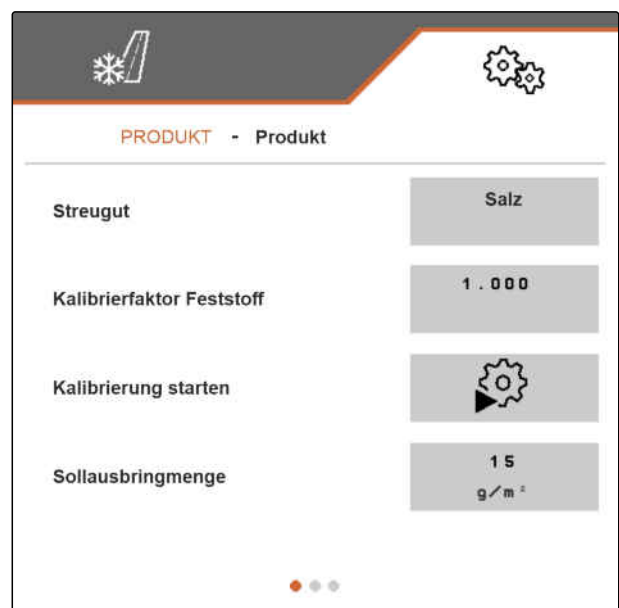 PRODUKT - Produkt
Streugut
Salz
Kalibrierfaktor Feststoff
1.000
Kalibrierung starten
Sollausbringmenge
15
g/m²